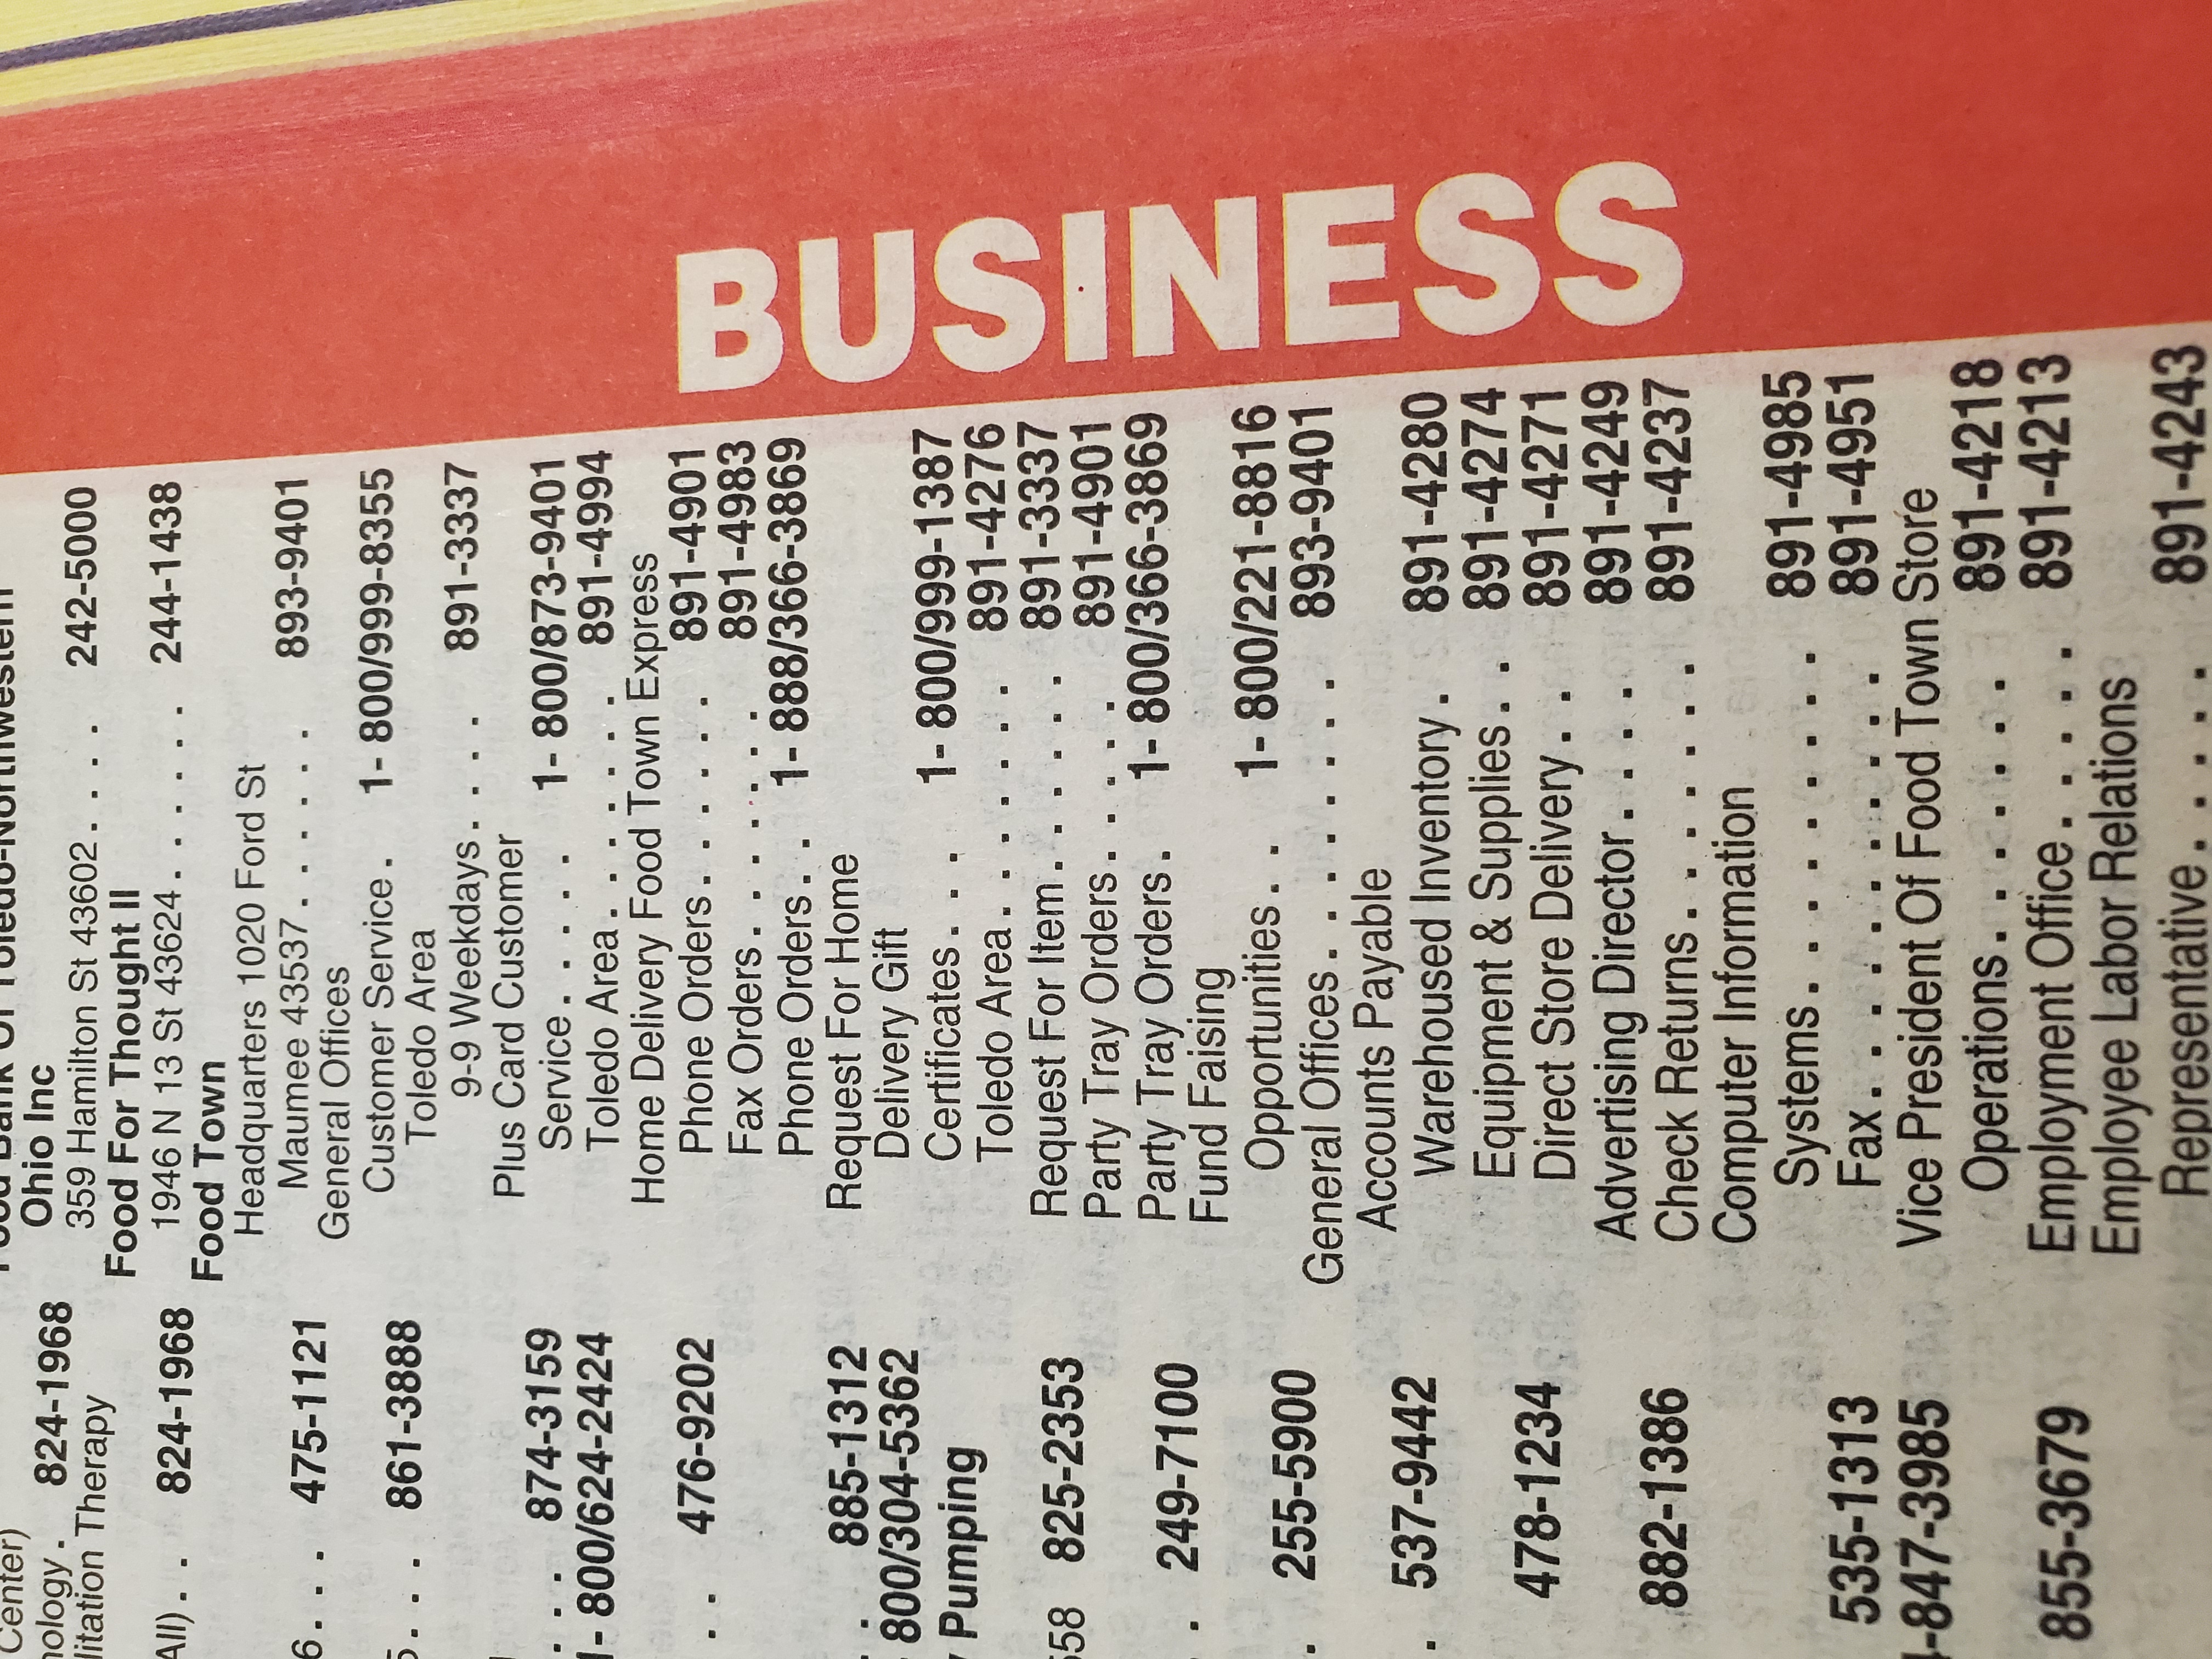 BUSINESS
Center)
nology . 824-1968
litation Therapy
All) . . 824-1968
6 . . . 475-1121
5 . . . 861-3888
. . . 874-3159
- 800/624-2424
. . 476-9202
. . 885-1312
800/304-5362
Pumping
558 825-2353
. 249-7100
. 255-5900
. 537-9442
478-1234
882-1386
535-1313
-847-3985
855-3679
Food Bank Of Toledo-Northwestern
Ohio Inc
359 Hamilton St 43602 . . . . 242-5000
Food For Thought II
1946 N 13 St 43624 . . . . . . 244-1438
Food Town
Headquarters 1020 Ford St
Maumee 43537 . . . . . . 893-9401
General Offices
Customer Service . . 1- 800/999-8355
Toledo Area
9-9 Weekdays . . . . 891-3337
Plus Card Customer
Service . . . . . 1- 800/873-9401
Toledo Area . . . . . . . 891-4994
Home Delivery Food Town Express
Phone Orders . . . . . . 891-4901
Fax Orders . . . . . . . 891-4983
Phone Orders . . 1- 888/366-3869
Request For Home
Delivery Gift
Certificates . . . 1- 800/999-1387
Toledo Area . . . . . . . 891-4276
Request For Item . . . . . . 891-3337
Party Tray Orders . . . . . 891-4901
Party Tray Orders . 1- 800/366-3869
Fund Faising
Opportunities . . 1- 800/221-8816
General Offices . . . . . . . 893-9401
Accounts Payable
Warehoused Inventory . 891-4280
Equipment & Supplies . . 891-4274
Direct Store Delivery . . 891-4271
Advertising Director . . . . 891-4249
Check Returns . . . . . . 891-4237
Computer Information
Systems . . . . . . . . 891-4985
Fax . . . . . . . . . 891-4951
Vice President Of Food Town Store
Operations . . . . . . . 891-4218
Employment Office . . . . . 891-4213
Employee Labor Relations
Representative . . . . . 891-4243